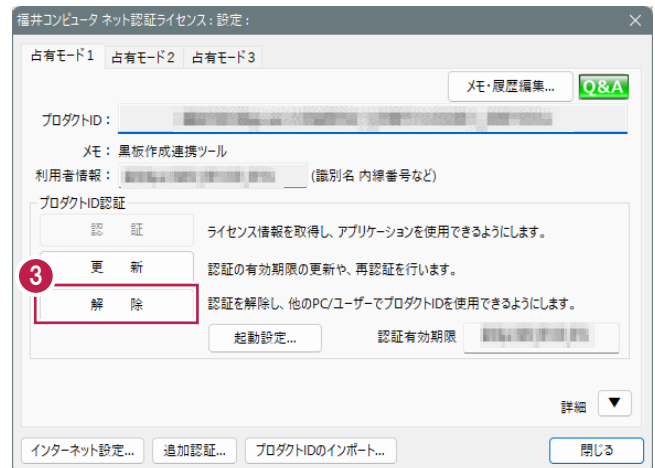 福井コンピュータ ネット認証ライセンス : 設定 :
占有モード1 占有モード2 占有モード3
メモ・履歴編集... Q&A
プロダクトID :
メモ : 黒板作成連携ツール
利用者情報 : (識別名 内線番号など)
プロダクトID認証
認 証 ライセンス情報を取得し、アプリケーションを使用できるようにします。
3
更 新 認証の有効期限の更新や、再認証を行います。
解 除 認証を解除し、他のPC/ユーザーでプロダクトIDを使用できるようにします。
起動設定... 認証有効期限
詳細 ▼
インターネット設定... 追加認証... プロダクトIDのインポート... 閉じる